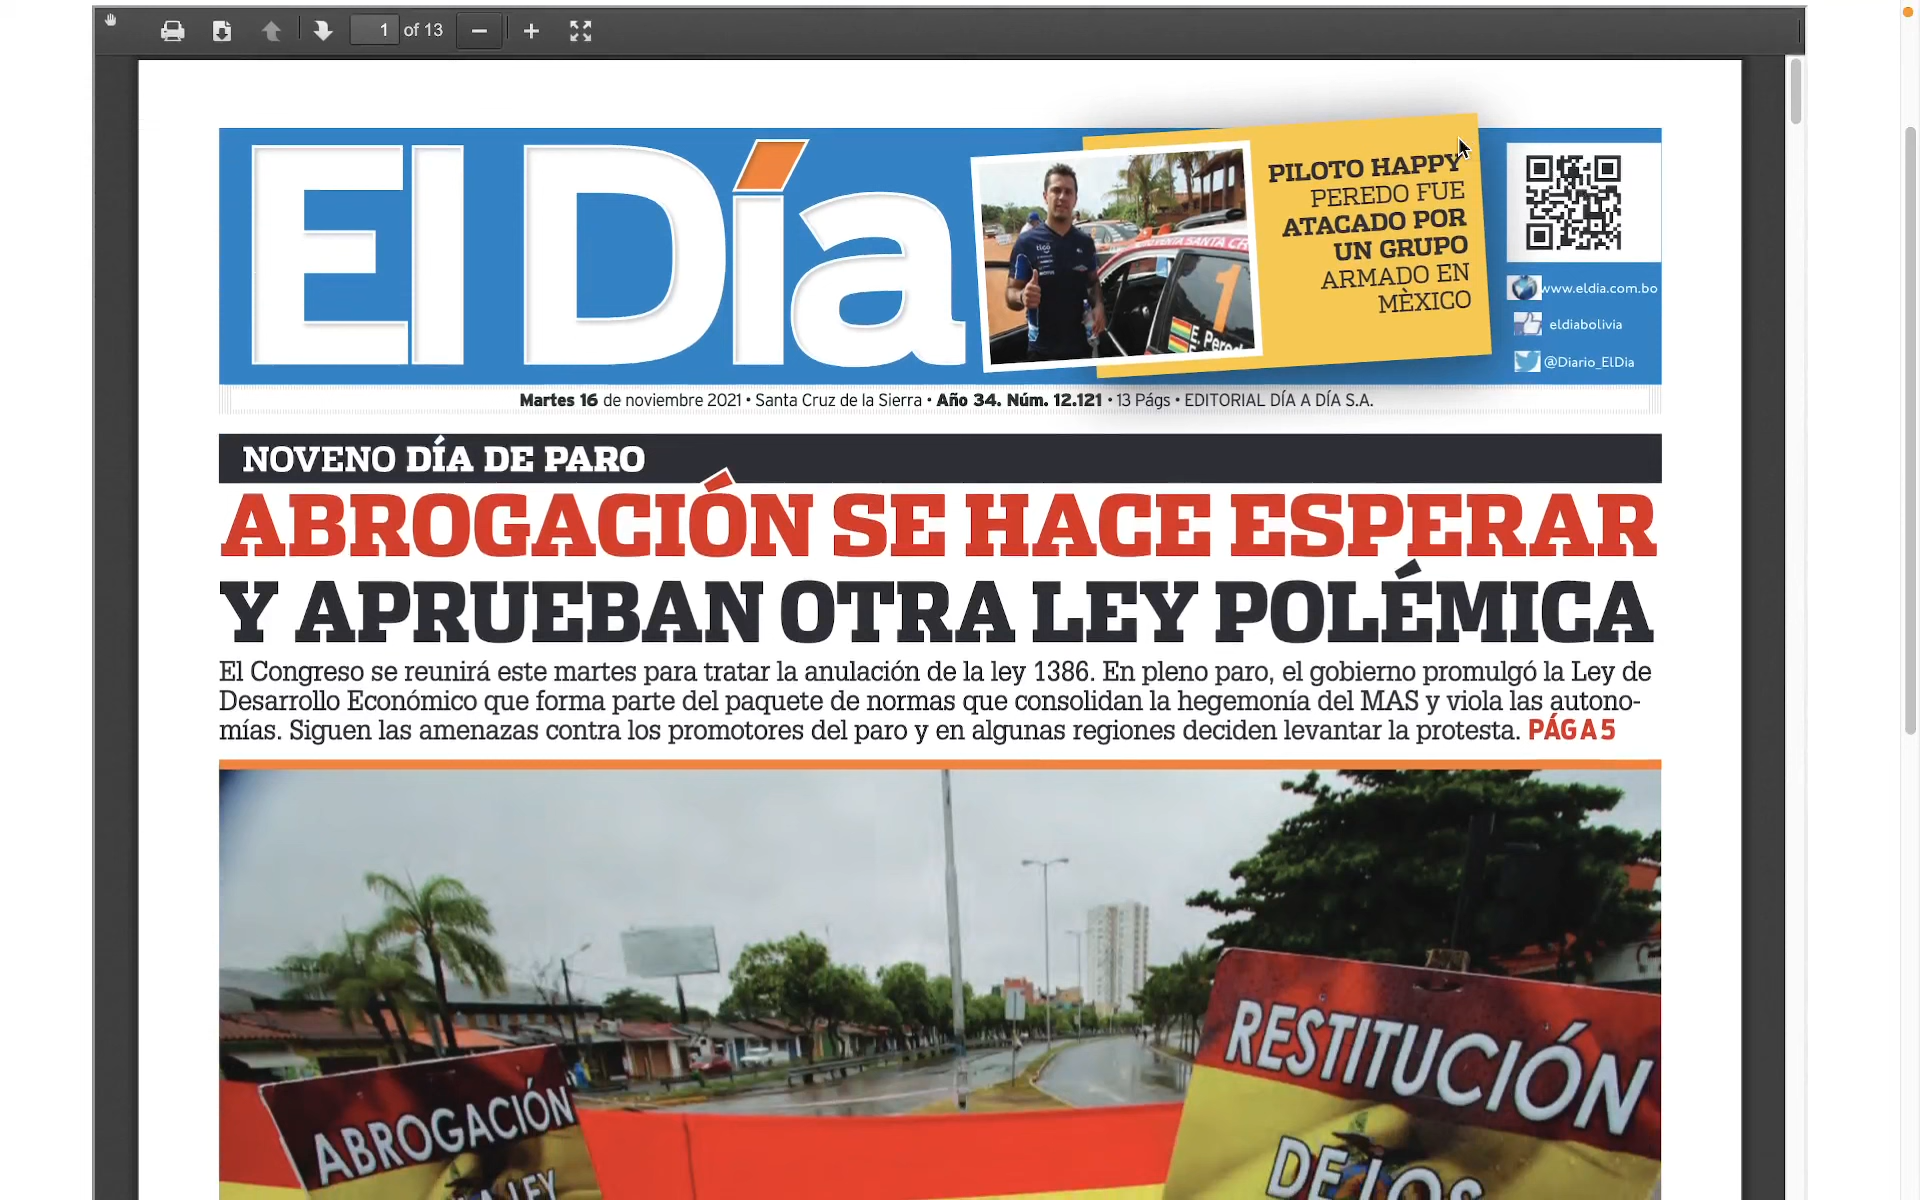 1 of 13
El Día
PILOTO HAPPY
PEREDO FUE
ATACADO POR
UN GRUPO
ARMADO EN
MÈXICO
1
E. Pere
www.eldia.com.bo
eldiabolivia
@Diario_ElDia
Martes 16 de noviembre 2021 • Santa Cruz de la Sierra • Año 34. Núm. 12.121 • 13 Págs • EDITORIAL DÍA A DÍA S.A.
NOVENO DÍA DE PARO
ABROGACIÓN SE HACE ESPERAR
Y APRUEBAN OTRA LEY POLÉMICA
El Congreso se reunirá este martes para tratar la anulación de la ley 1386. En pleno paro, el gobierno promulgó la Ley de
Desarrollo Económico que forma parte del paquete de normas que consolidan la hegemonía del MAS y viola las autono-
mías. Siguen las amenazas contra los promotores del paro y en algunas regiones deciden levantar la protesta. PÁG A 5
ABROGACIÓN
LA LEY
RESTITUCIÓN
DE LOS